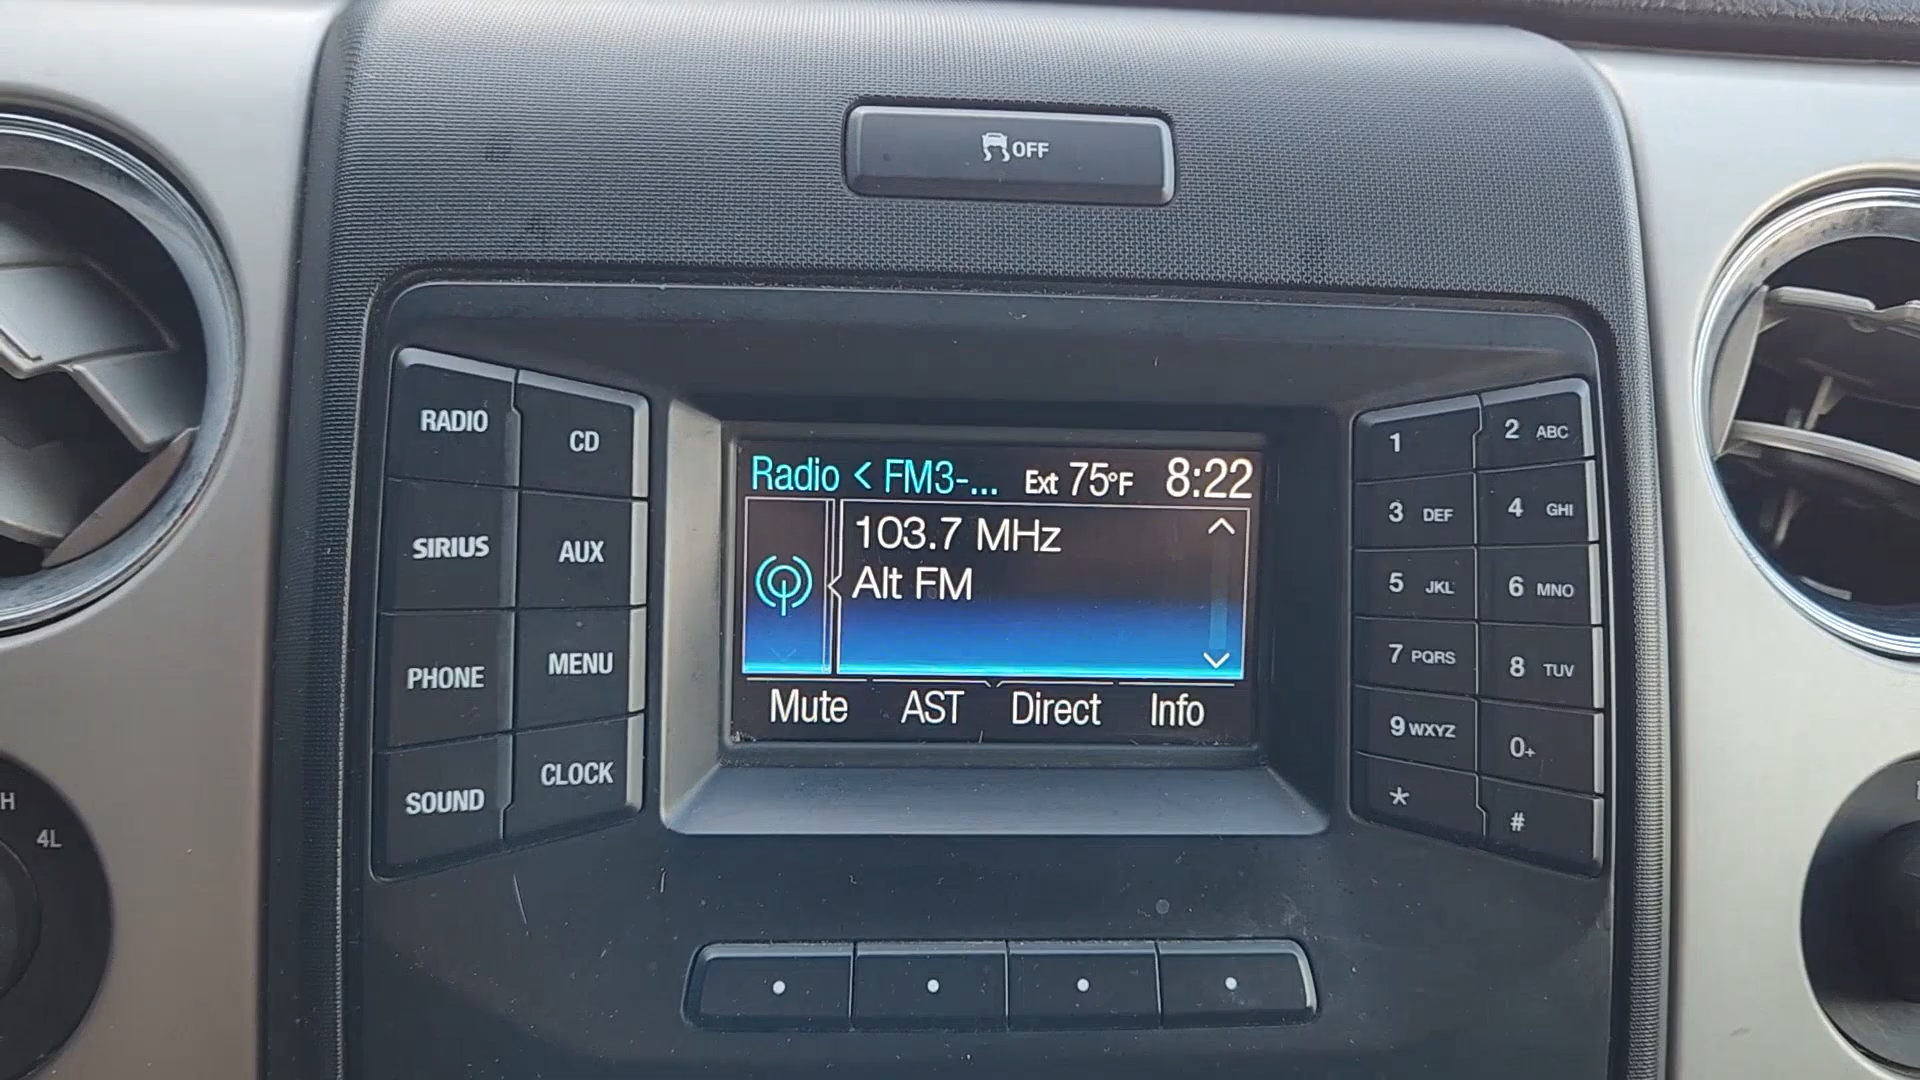 OFF
RADIO
CD
SIRIUS
AUX
PHONE
MENU
SOUND
CLOCK
Radio < FM3-... Ext 75°F 8:22
103.7 MHz
Alt FM
Mute AST Direct Info
1
2 ABC
3 DEF
4 GHI
5 JKL
6 MNO
7 PQRS
8 TUV
9 WXYZ
0+
*
#
H
4L